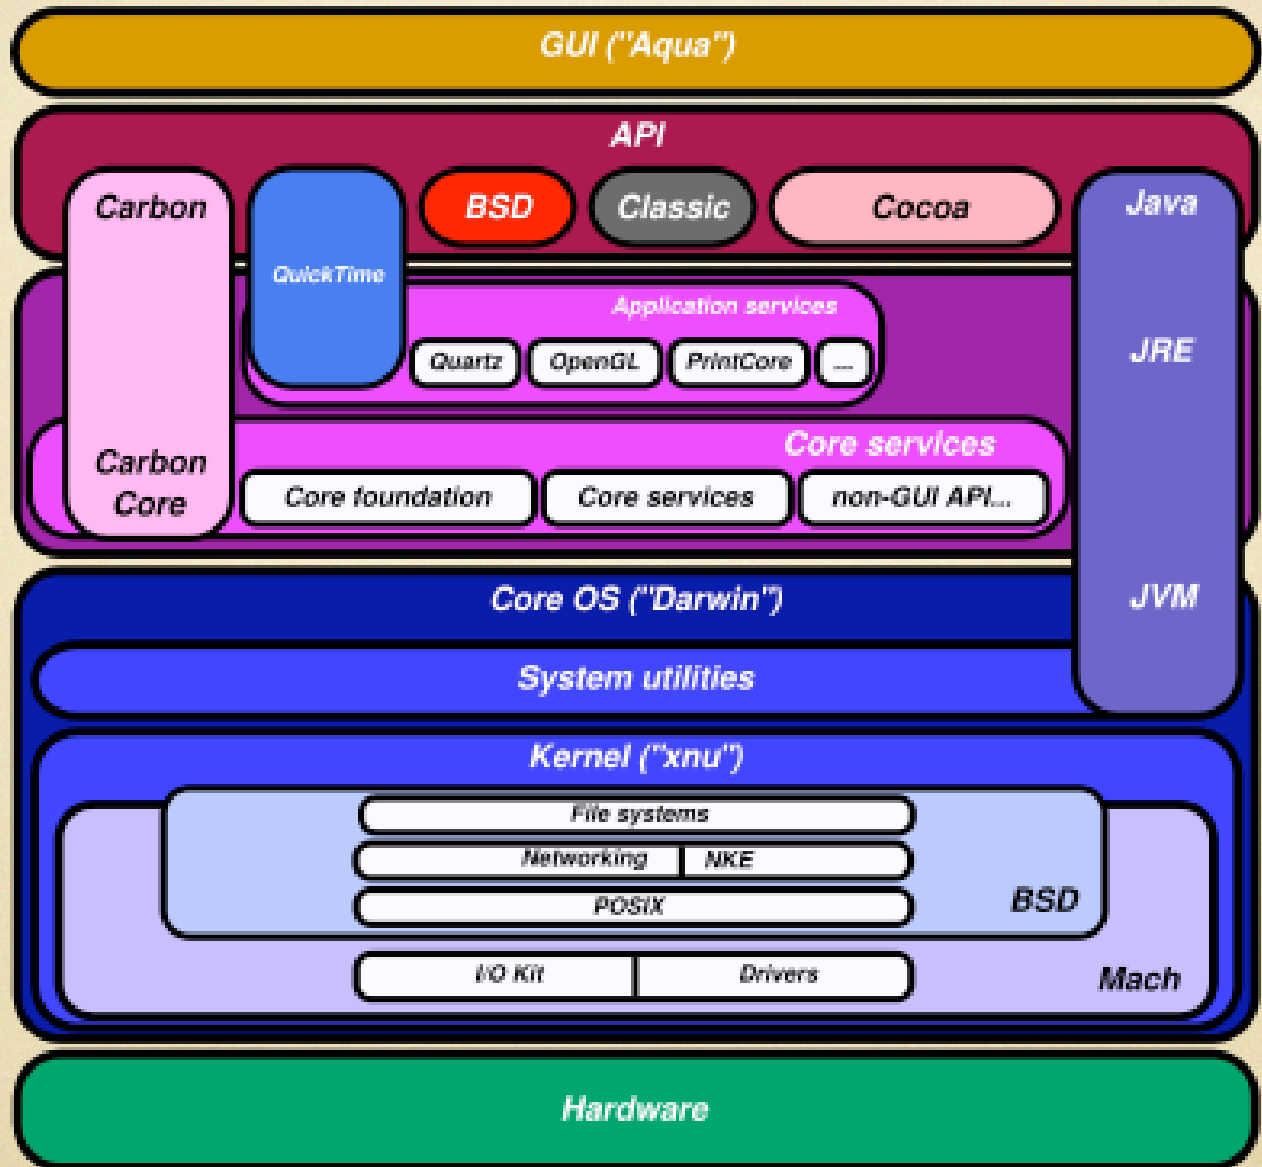 GUI ("Aqua")
API
Carbon
BSD
Classic
Cocoa
Java
QuickTime
Application services
Quartz
OpenGL
PrintCore
....
JRE
Core services
Carbon
Core
Core foundation
Core services
non-GUI API...
Core OS ("Darwin")
JVM
System utilities
Kernel ("xnu")
File systems
Networking
NKE
POSIX
BSD
I/O Kit
Drivers
Mach
Hardware